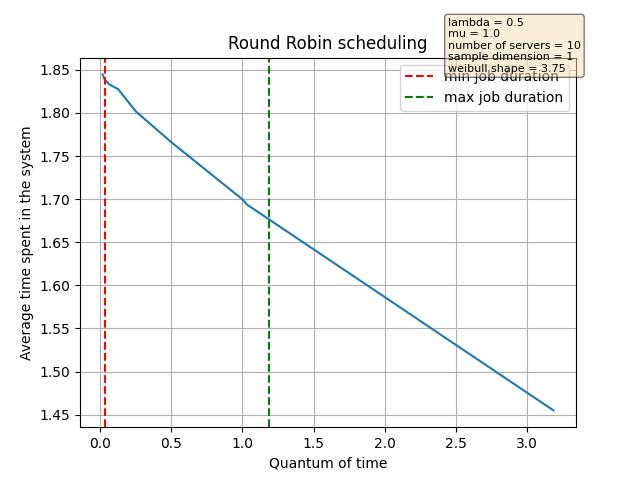 Round Robin scheduling
lambda = 0.5
mu = 1.0
number of servers = 10
sample dimension = 1
weibull shape = 3.75
min job duration
max job duration
Average time spent in the system
1.85
1.80
1.75
1.70
1.65
1.60
1.55
1.50
1.45
0.0 0.5 1.0 1.5 2.0 2.5 3.0
Quantum of time